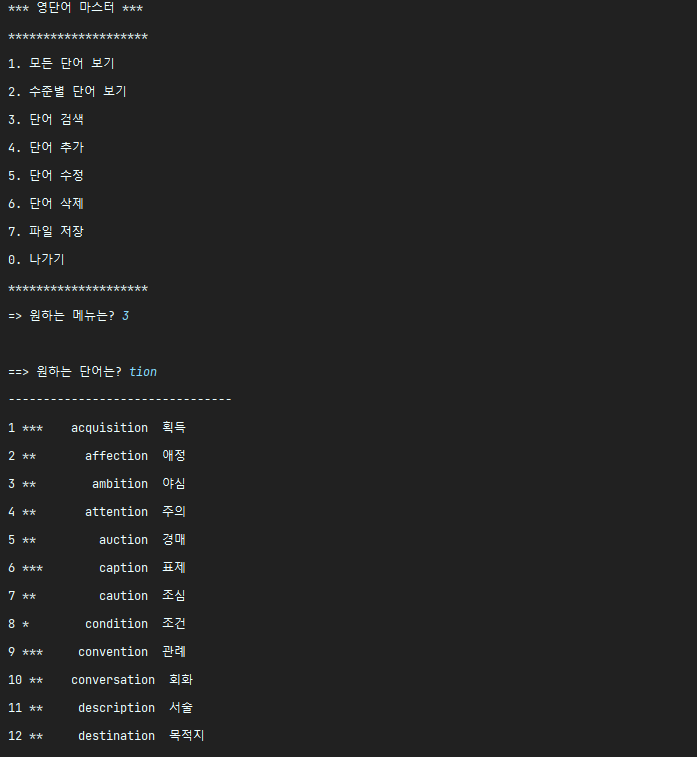 *** 영단어 마스터 ***
********************
1. 모든 단어 보기
2. 수준별 단어 보기
3. 단어 검색
4. 단어 추가
5. 단어 수정
6. 단어 삭제
7. 파일 저장
0. 나가기
********************
=> 원하는 메뉴는? 3
==> 원하는 단어는? tion
--------------------------------
1 *** acquisition 획득
2 ** affection 애정
3 ** ambition 야심
4 ** attention 주의
5 ** auction 경매
6 *** caption 표제
7 ** caution 조심
8 * condition 조건
9 *** convention 관례
10 ** conversation 회화
11 ** description 서술
12 ** destination 목적지